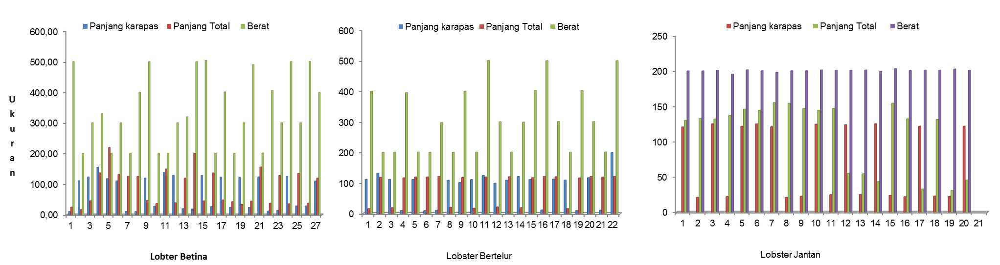 Panjang karapas Panjang Total Berat
600,00
500,00
400,00
300,00
200,00
100,00
0,00
U
k
u
r
a
n
1 3 5 7 9 11 13 15 17 19 21 23 25 27
Lobter Betina
Panjang karapas Panjang Total Berat
600
500
400
300
200
100
0
1 2 3 4 5 6 7 8 9 10 11 12 13 14 15 16 17 18 19 20 21 22
Lobster Bertelur
Panjang karapas Panjang Total Berat
250
200
150
100
50
0
1 2 3 4 5 6 7 8 9 10 11 12 13 14 15 16 17 18 19 20 21
Lobster Jantan